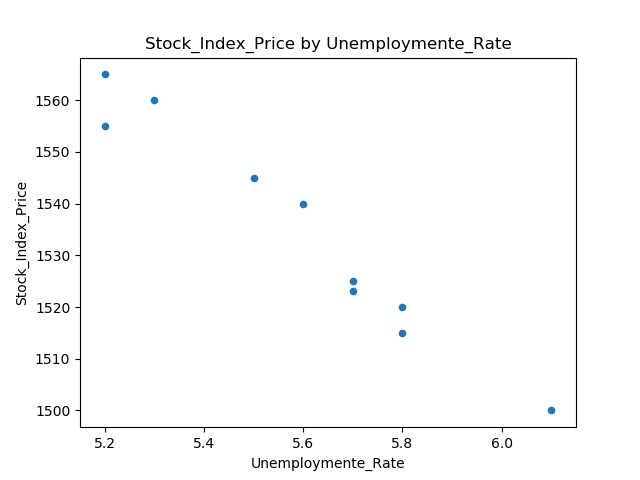 Stock_Index_Price by Unemploymente_Rate
1560
1550
1540
1530
1520
1510
1500
Stock_Index_Price
5.2 5.4 5.6 5.8 6.0
Unemploymente_Rate